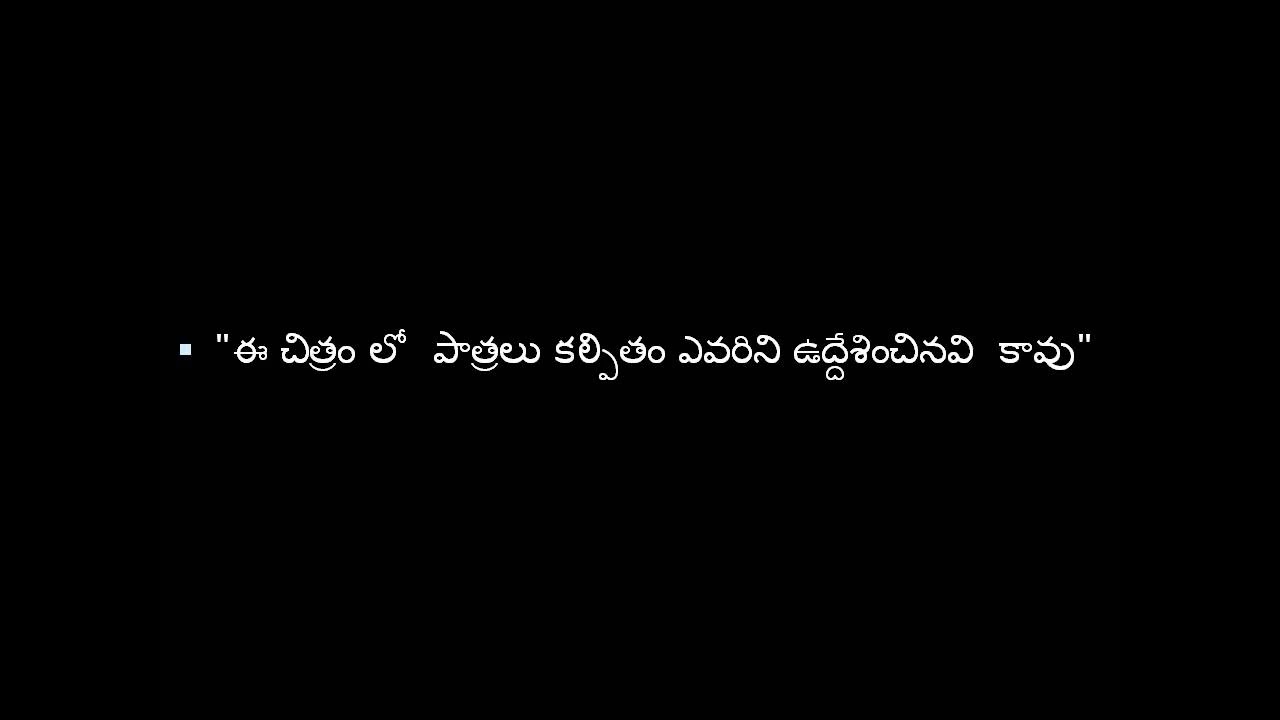 "ఈ చిత్రం లో  పాత్రలు కల్పితం ఎవరిని ఉద్దేశించినవి  కావు"